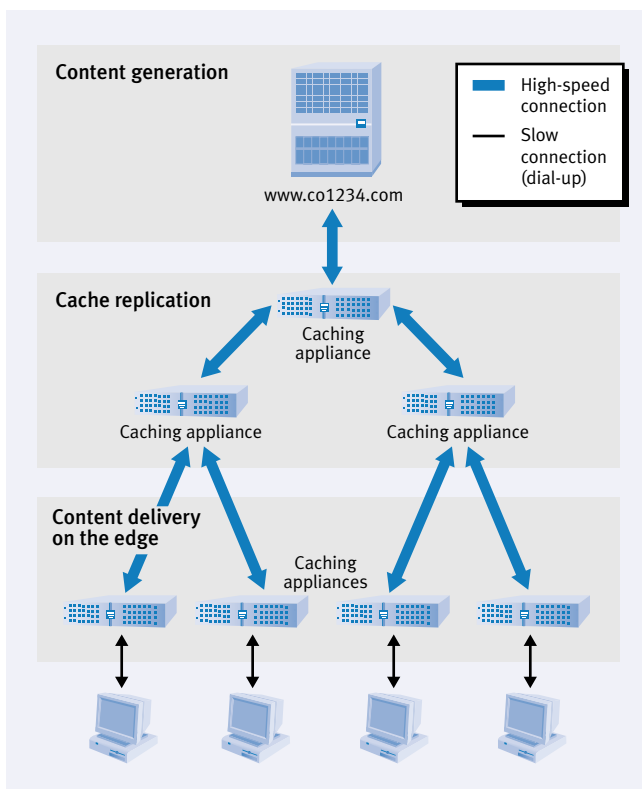 Content generation
High-speed
connection
Slow
connection
(dial-up)
www.co1234.com
Cache replication
Caching
appliance
Caching appliance
Caching appliance
Content delivery
on the edge
Caching
appliances